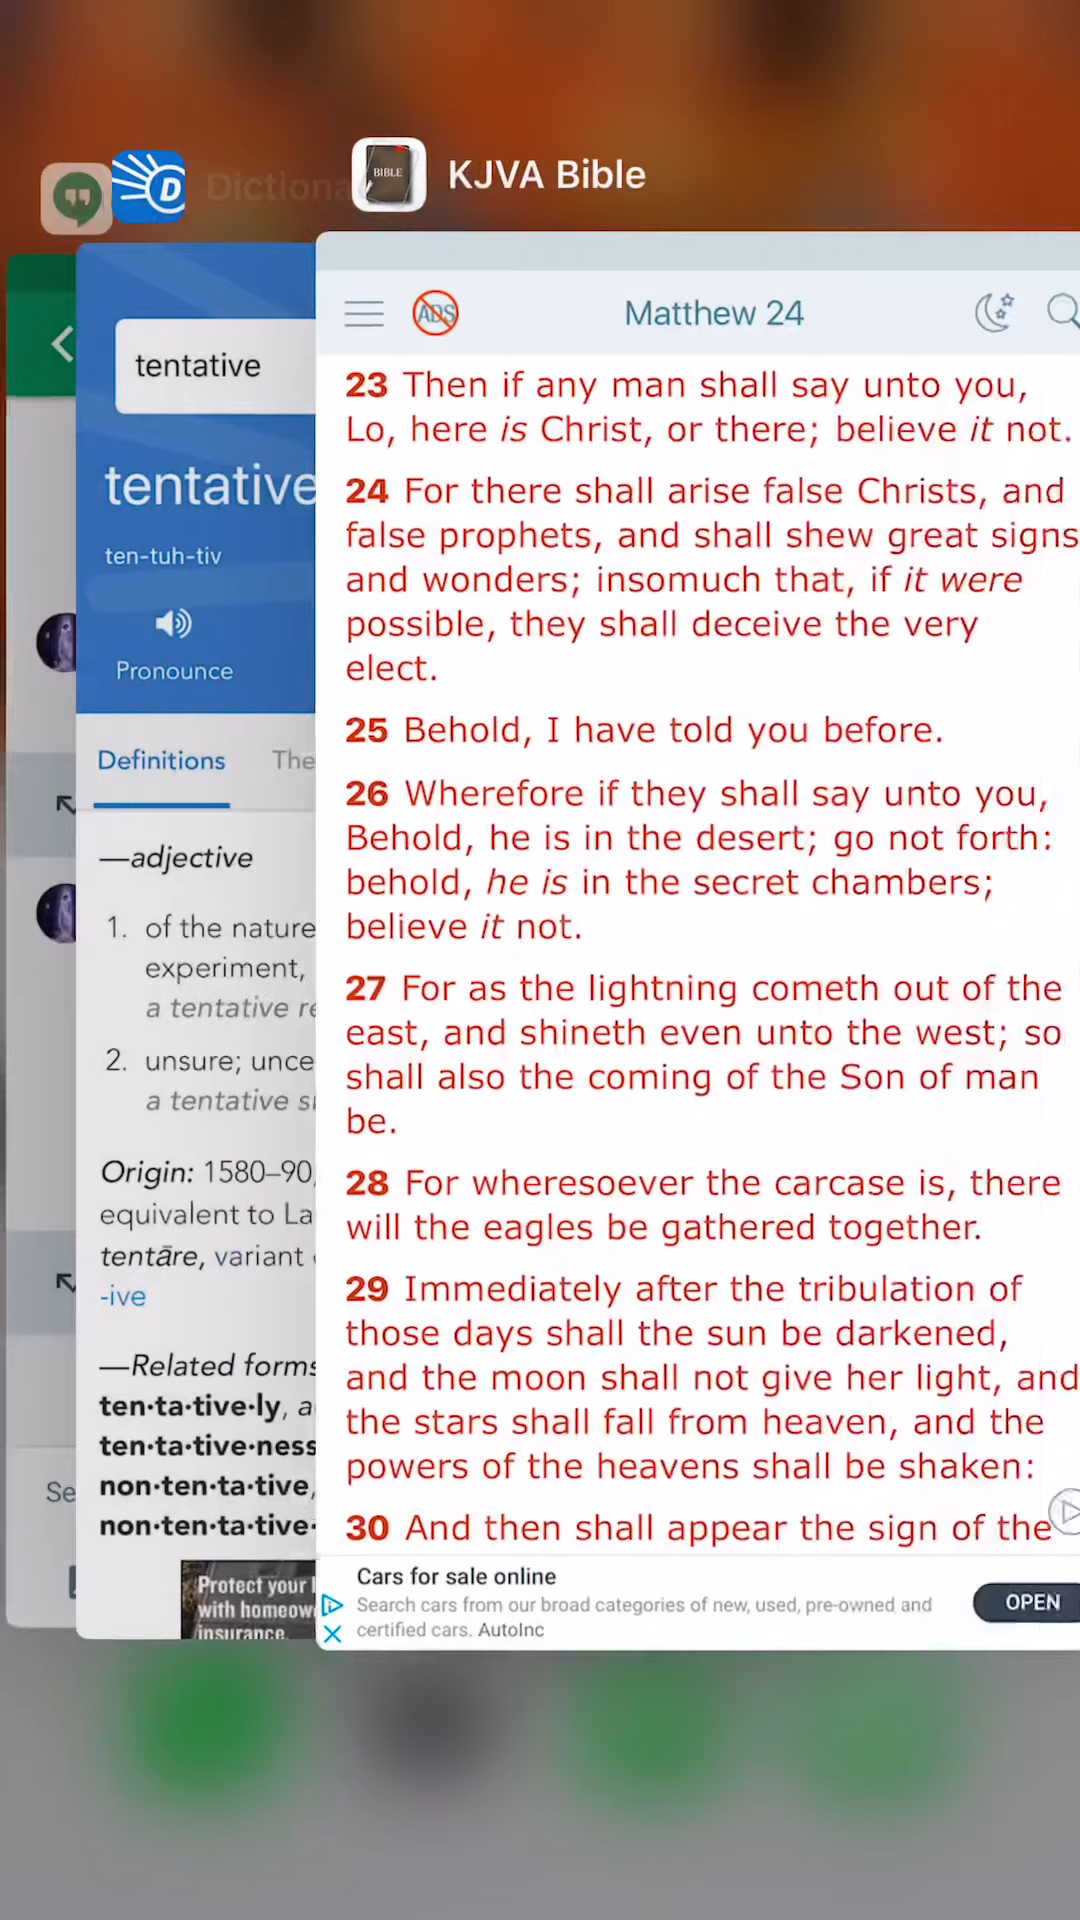 Dictiona
BIBLE
KJVA Bible
tentative
tentative
ten-tuh-tiv
Pronounce
Definitions The
—adjective
1. of the nature
experiment,
a tentative re
2. unsure; unce
a tentative
Origin: 1580–90,
equivalent to La
tentāre, variant
-ive
—Related forms
ten·ta·tive·ly, a
ten·ta·tive·ness
non·ten·ta·tive,
non·ten·ta·tive·
Protect your
with homeow
insurance.
Se
ADS
Matthew 24
23 Then if any man shall say unto you,
Lo, here is Christ, or there; believe it not.
24 For there shall arise false Christs, and
false prophets, and shall shew great signs
and wonders; insomuch that, if it were
possible, they shall deceive the very
elect.
25 Behold, I have told you before.
26 Wherefore if they shall say unto you,
Behold, he is in the desert; go not forth:
behold, he is in the secret chambers;
believe it not.
27 For as the lightning cometh out of the
east, and shineth even unto the west; so
shall also the coming of the Son of man
be.
28 For wheresoever the carcase is, there
will the eagles be gathered together.
29 Immediately after the tribulation of
those days shall the sun be darkened,
and the moon shall not give her light, and
the stars shall fall from heaven, and the
powers of the heavens shall be shaken:
30 And then shall appear the sign of the
Cars for sale online
Search cars from our broad categories of new, used, pre-owned and
certified cars. AutoInc
OPEN